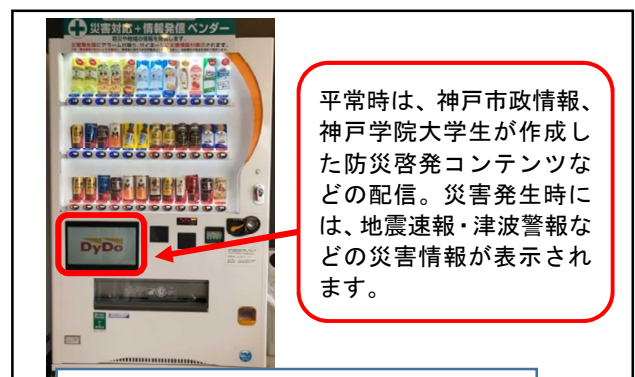 災害対応+情報発信ベンダー
平常時は、神戸市政情報、
神戸学院大学生が作成し
た防災啓発コンテンツな
どの配信。災害発生時に
は、地震速報・津波警報な
どの災害情報が表示され
ます。
DyDo